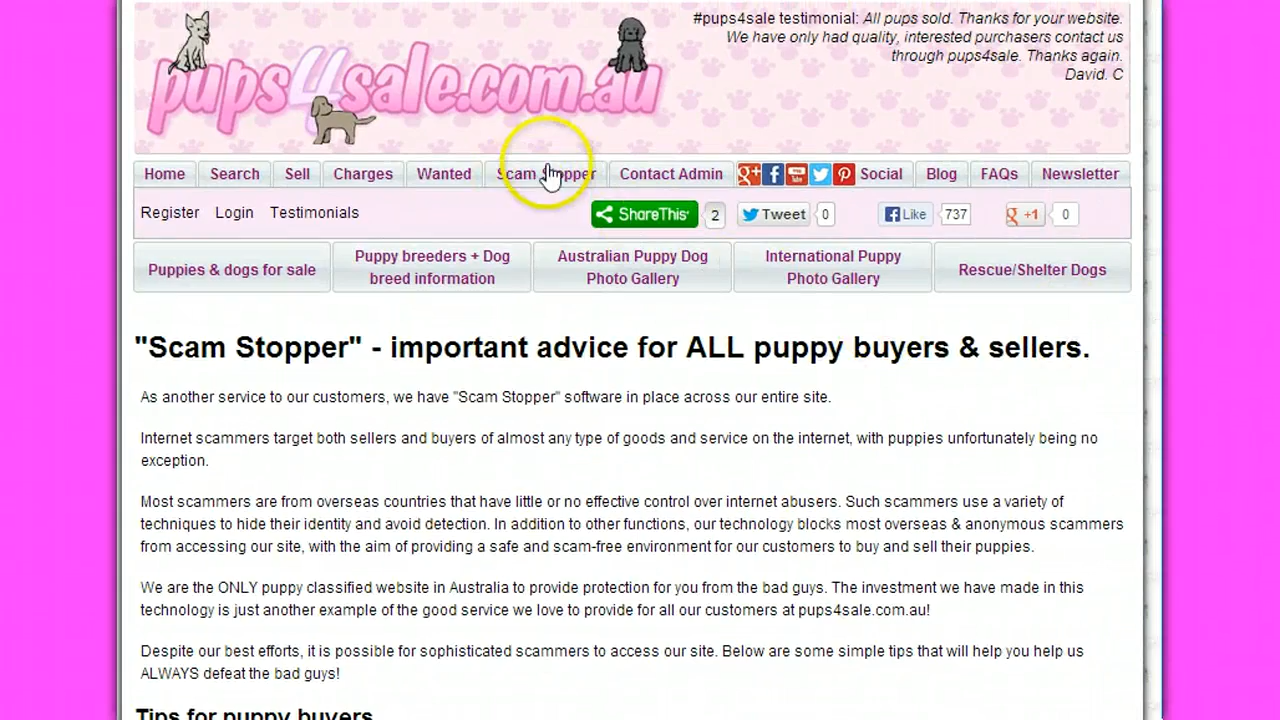 pups4sale.com.au
#pups4sale testimonial: All pups sold. Thanks for your website.
We have only had quality, interested purchasers contact us
through pups4sale. Thanks again.
David. C
Home Search Sell Charges Wanted Scam Stopper Contact Admin Social Blog FAQs Newsletter
Register Login Testimonials ShareThis 2 Tweet 0 Like 737 +1 0
Puppies & dogs for sale
Puppy breeders + Dog
breed information
Australian Puppy Dog
Photo Gallery
International Puppy
Photo Gallery
Rescue/Shelter Dogs
"Scam Stopper" - important advice for ALL puppy buyers & sellers.
As another service to our customers, we have "Scam Stopper" software in place across our entire site.
Internet scammers target both sellers and buyers of almost any type of goods and service on the internet, with puppies unfortunately being no
exception.
Most scammers are from overseas countries that have little or no effective control over internet abusers. Such scammers use a variety of
techniques to hide their identity and avoid detection. In addition to other functions, our technology blocks most overseas & anonymous scammers
from accessing our site, with the aim of providing a safe and scam-free environment for our customers to buy and sell their puppies.
We are the ONLY puppy classified website in Australia to provide protection for you from the bad guys. The investment we have made in this
technology is just another example of the good service we love to provide for all our customers at pups4sale.com.au!
Despite our best efforts, it is possible for sophisticated scammers to access our site. Below are some simple tips that will help you help us
ALWAYS defeat the bad guys!
Tips for puppy buyers